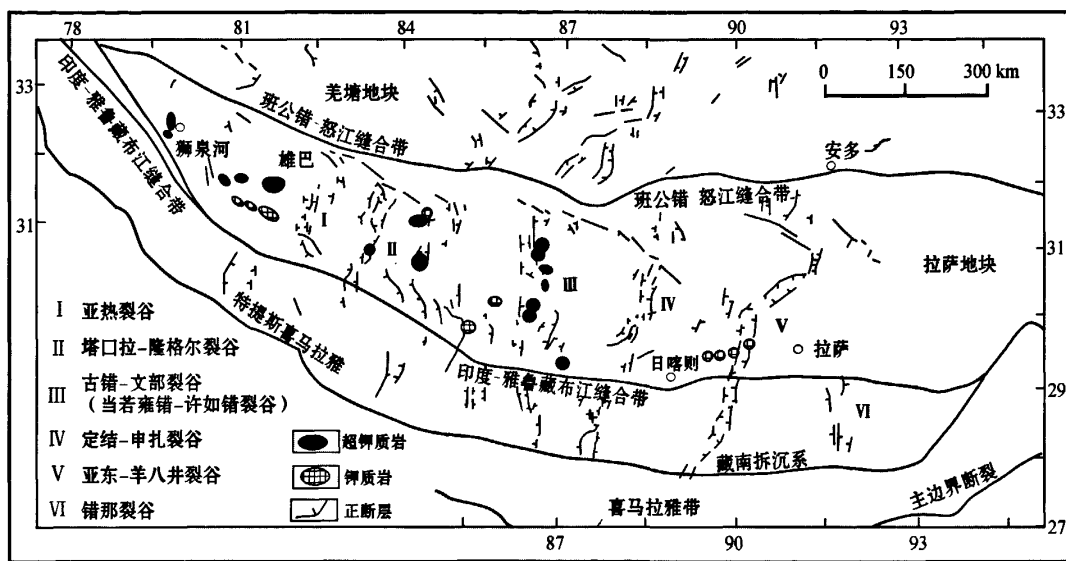 78 81 84 87 90 93
33
31
33
31
29
27
0 150 300 km
羌塘地块
班公错-怒江缝合带
印度-雅鲁藏布江缝合带
狮泉河
雄巴
安多
班公错 怒江缝合带
拉萨地块
I
II
III
IV
V
VI
特提斯喜马拉雅
日喀则
拉萨
印度-雅鲁藏布江缝合带
藏南拆沉系
喜马拉雅带
主边界断裂
I 亚热裂谷
II 塔口拉-隆格尔裂谷
III 古错-文部裂谷
(当若雍错-许如错裂谷)
IV 定结-申扎裂谷
V 亚东-羊八井裂谷
VI 错那裂谷
超钾质岩
钾质岩
正断层
87 90 93